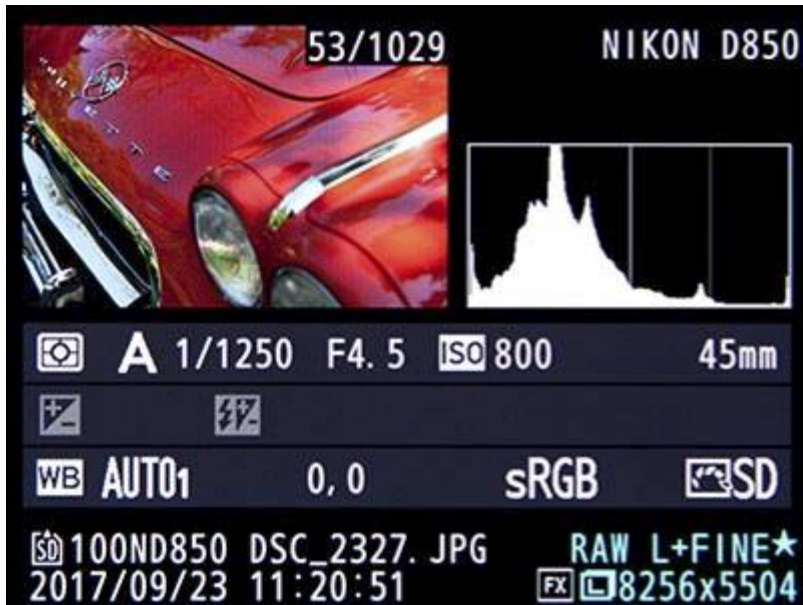 53/1029
NIKON D850
A 1/1250 F4.5 ISO 800 45mm
WB AUTO1 0, 0 sRGB SD
SD 100ND850 DSC_2327.JPG RAW L+FINE★
2017/09/23 11:20:51 FX L 8256x5504